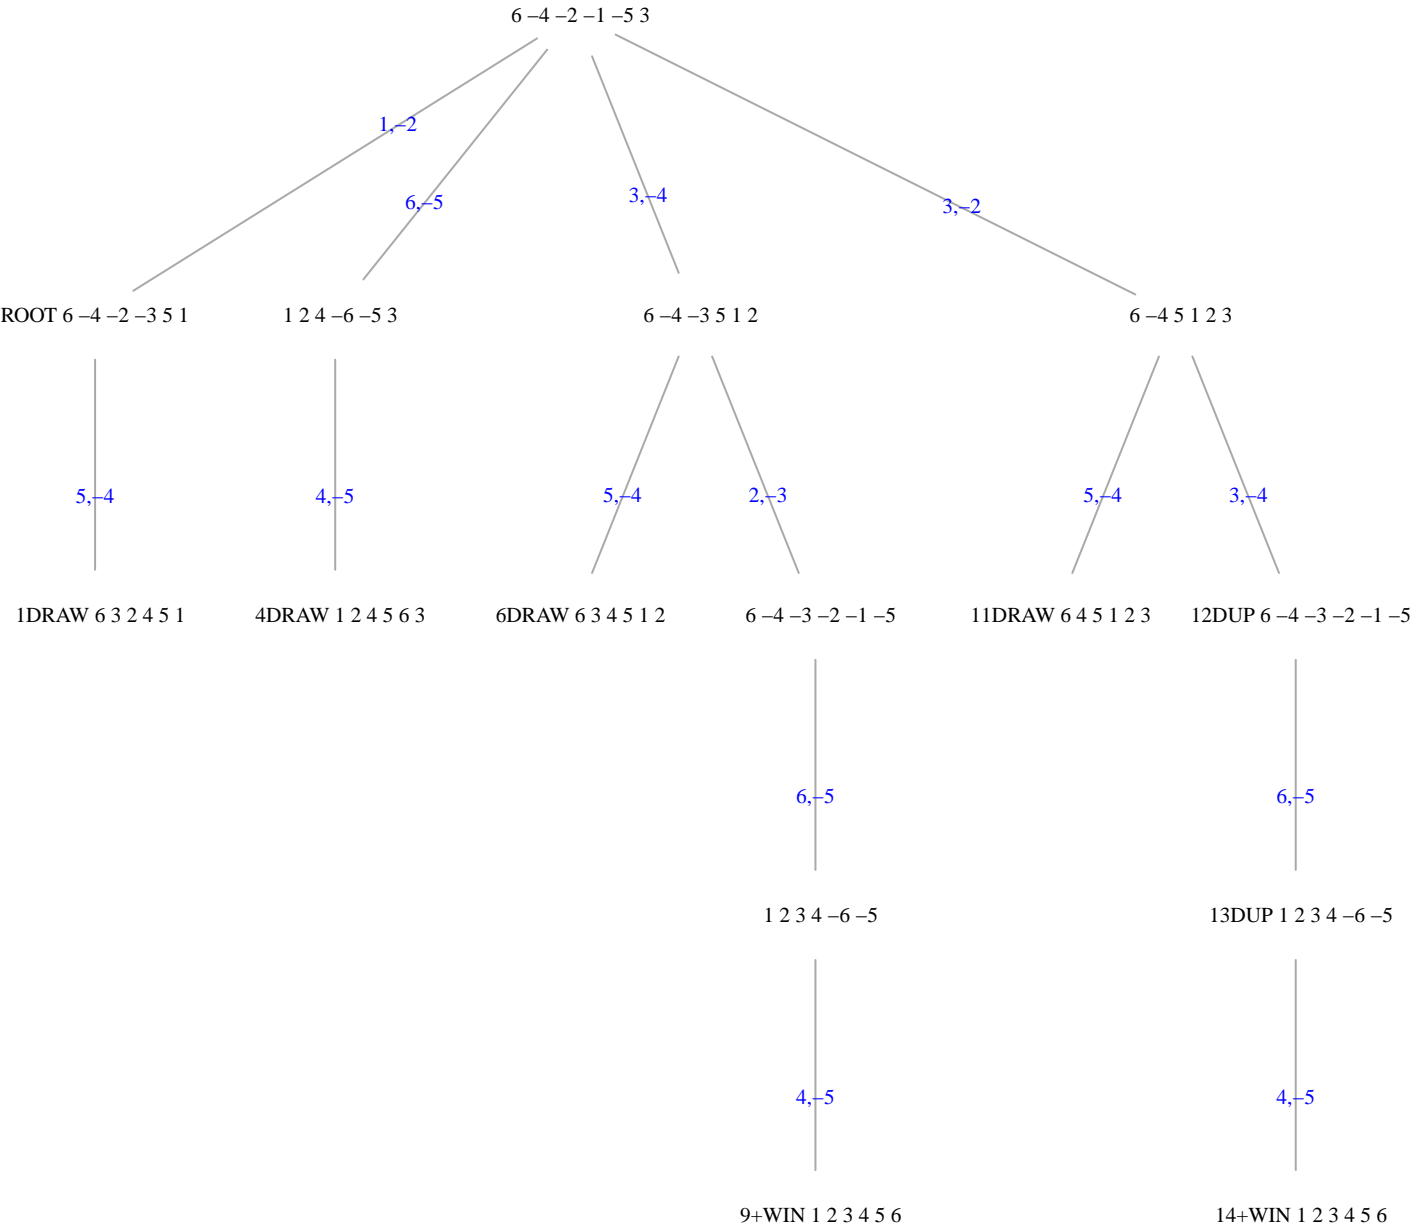 6 –4 –2 –1 –5 3
1,–2
6,–5
3,–4
3,–2
ROOT 6 –4 –2 –3 5 1
1 2 4 –6 –5 3
6 –4 –3 5 1 2
6 –4 5 1 2 3
5,–4
4,–5
5,–4
2,–3
5,–4
3,–4
1DRAW 6 3 2 4 5 1
4DRAW 1 2 4 5 6 3
6DRAW 6 3 4 5 1 2
6 –4 –3 –2 –1 –5
11DRAW 6 4 5 1 2 3
12DUP 6 –4 –3 –2 –1 –5
6,–5
6,–5
1 2 3 4 –6 –5
13DUP 1 2 3 4 –6 –5
4,–5
4,–5
9+WIN 1 2 3 4 5 6
14+WIN 1 2 3 4 5 6